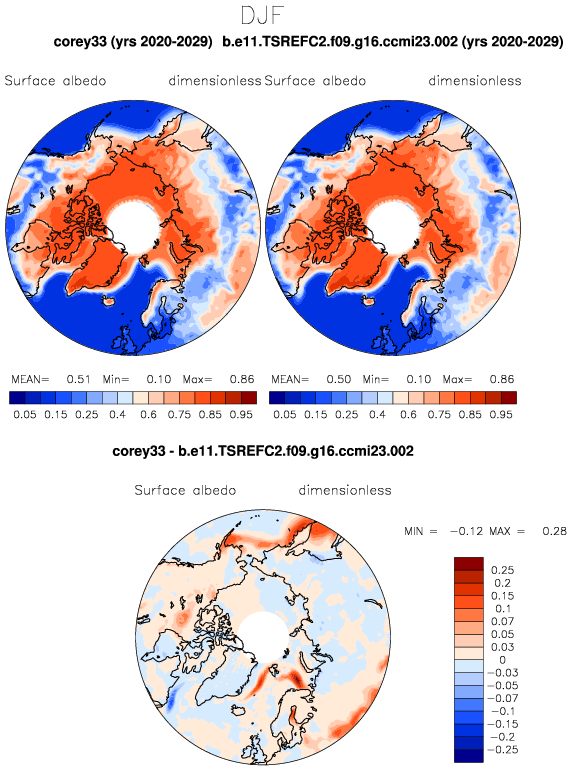 DJF
corey33 (yrs 2020-2029) b.e11.TSREFC2.f09.g16.ccmi23.002 (yrs 2020-2029)
Surface albedo dimensionless Surface albedo dimensionless
MEAN= 0.51 Min= 0.10 Max= 0.86 MEAN= 0.50 Min= 0.10 Max= 0.86
0.05 0.15 0.25 0.4 0.6 0.75 0.85 0.95 0.05 0.15 0.25 0.4 0.6 0.75 0.85 0.95
corey33 - b.e11.TSREFC2.f09.g16.ccmi23.002
Surface albedo dimensionless
MIN = -0.12 MAX = 0.28
0.25
0.2
0.15
0.1
0.07
0.05
0.03
0
-0.03
-0.05
-0.07
-0.1
-0.15
-0.2
-0.25